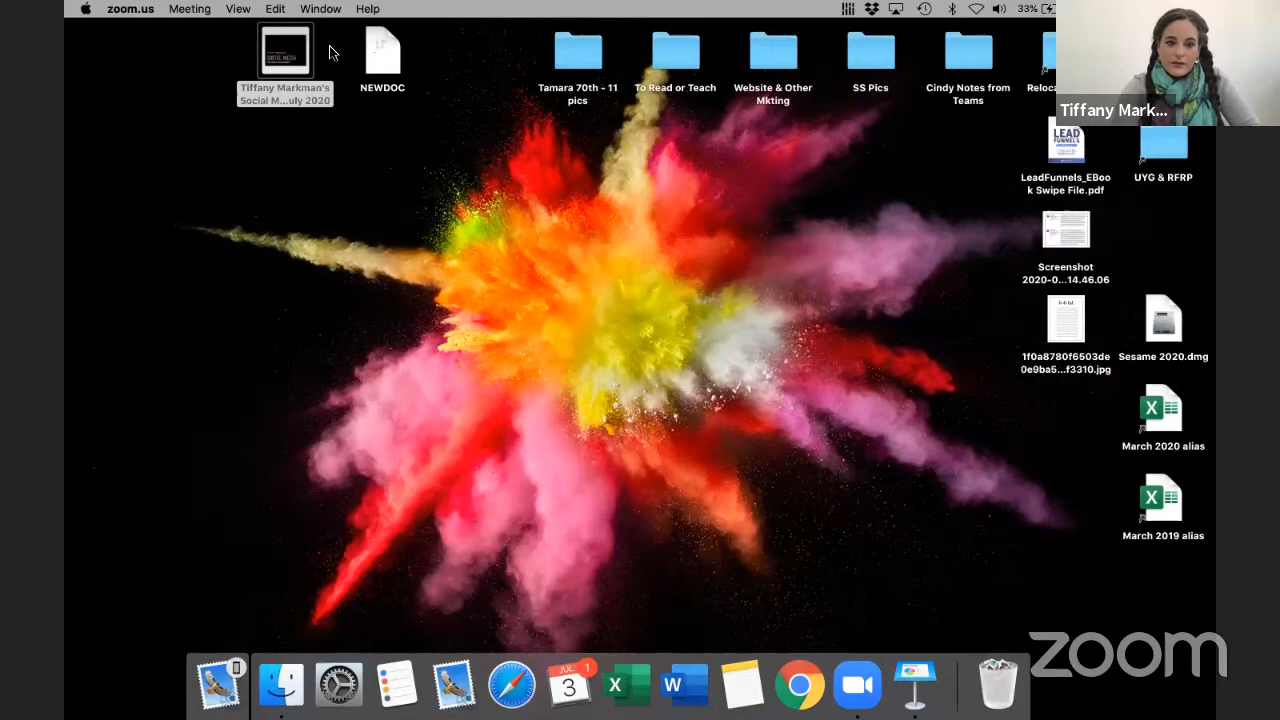 zoom.us Meeting View Edit Window Help
33%
Tiffany Markman's
Social M...uly 2020
NEWDOC
Tamara 70th - 11
pics
To Read or Teach
Website & Other
Mkting
SS Pics
Cindy Notes from
Teams
Reloca
Tiffany Mark...
LEAD
FUNNELS
LeadFunnels_EBoo
k Swipe File.pdf
UYG & RFRP
Screenshot
2020-0...14.46.06
1f0a8780f6503de
0e9ba5...f3310.jpg
Sesame 2020.dmg
March 2020 alias
March 2019 alias
JUL
3
1
zoom